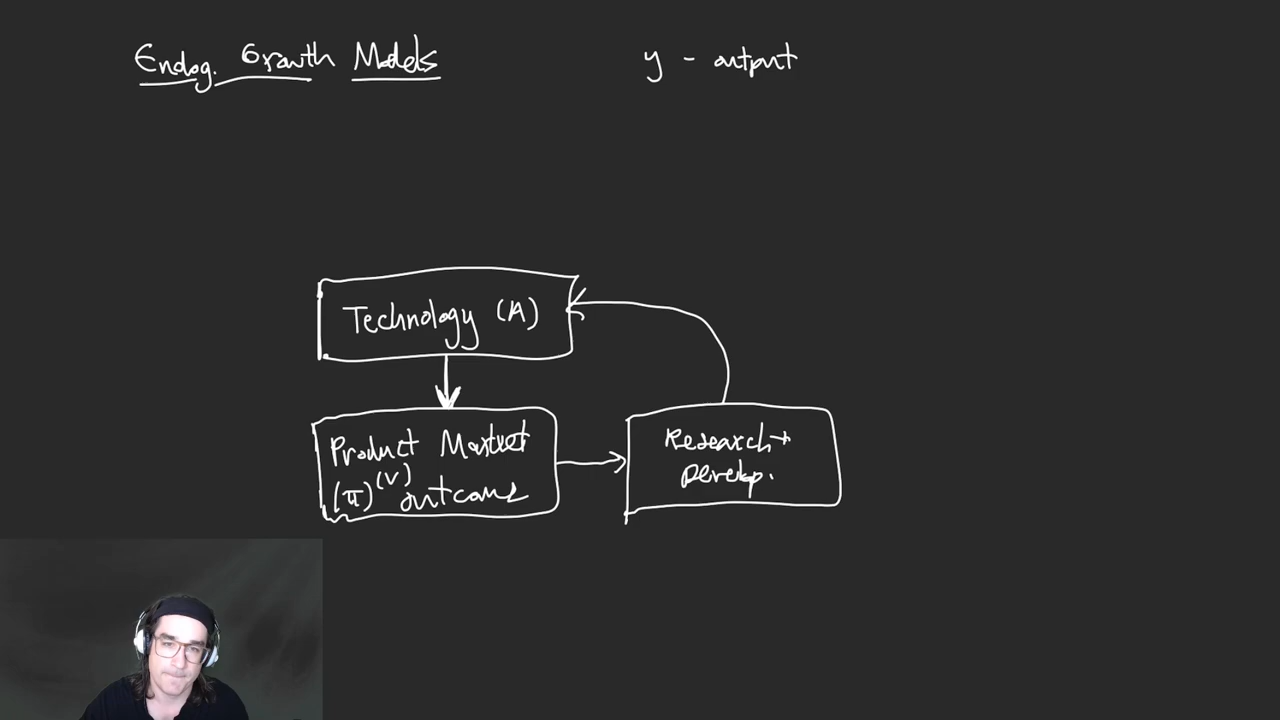 Endog. Growth Models
y - output
Technology (A)
Product Market
(π) (V) outcome
Research +
Develop.